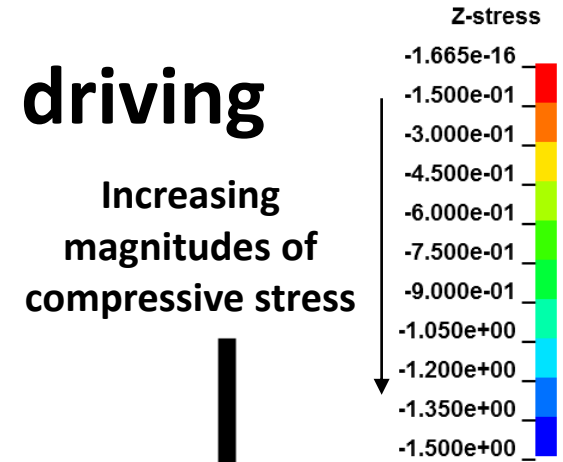 driving
Increasing
magnitudes of
compressive stress
Z-stress
-1.665e-16
-1.500e-01
-3.000e-01
-4.500e-01
-6.000e-01
-7.500e-01
-9.000e-01
-1.050e+00
-1.200e+00
-1.350e+00
-1.500e+00